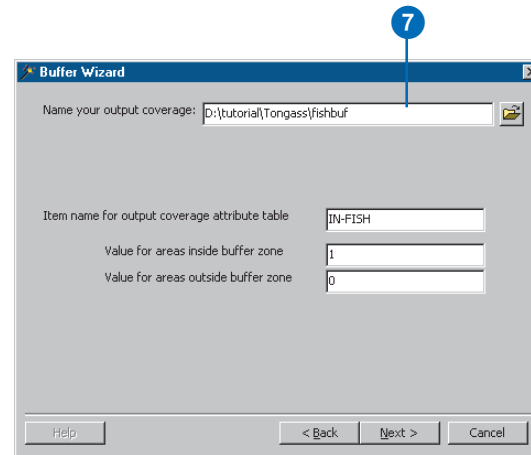 7
Buffer Wizard
Name your output coverage: D:\tutorial\Tongass\fishbuf
Item name for output coverage attribute table IN-FISH
Value for areas inside buffer zone 1
Value for areas outside buffer zone 0
Help < Back Next > Cancel